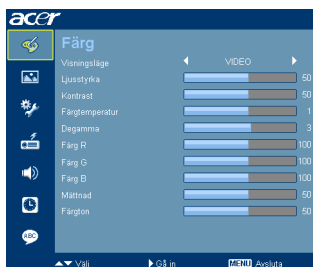 acer
Färg
Visningsläge VIDEO
Ljusstyrka 50
Kontrast 50
Färgtemperatur 1
Degamma 3
Färg R 100
Färg G 100
Färg B 100
Mättnad 50
Färgton 50
ABC
Välj Gå in MENU Avsluta